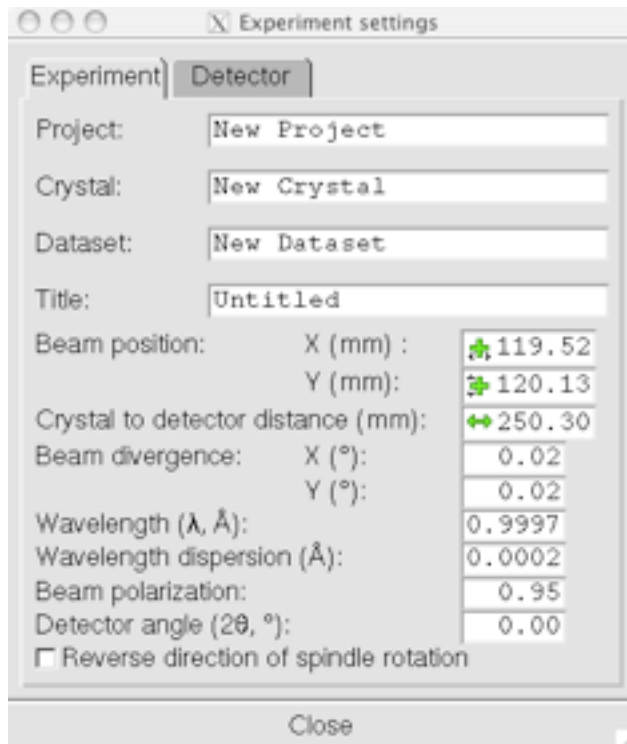 Experiment settings
Experiment Detector
Project: New Project
Crystal: New Crystal
Dataset: New Dataset
Title: Untitled
Beam position: X (mm) : 119.52
Y (mm): 120.13
Crystal to detector distance (mm): 250.30
Beam divergence: X (°): 0.02
Y (°): 0.02
Wavelength (λ, Å): 0.9997
Wavelength dispersion (Å): 0.0002
Beam polarization: 0.95
Detector angle (2θ, °): 0.00
Reverse direction of spindle rotation
Close